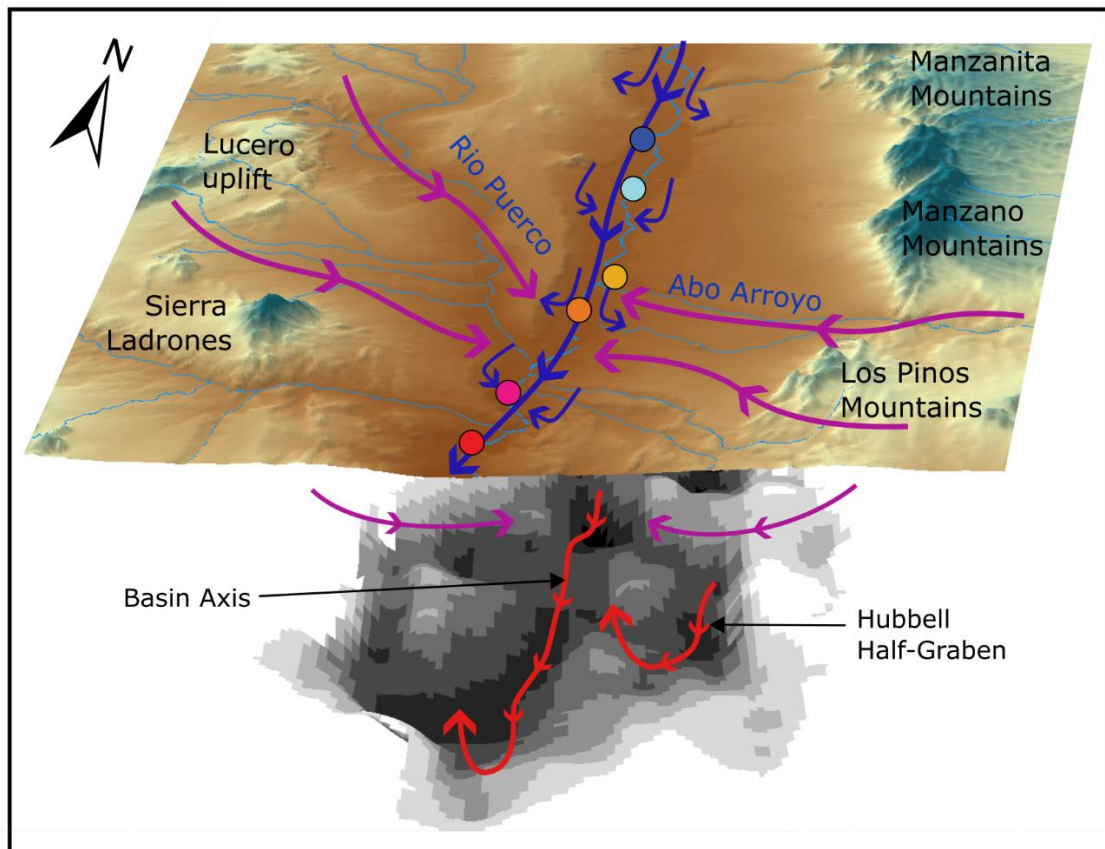 N
Manzanita
Mountains
Lucero
uplift
Rio Puerco
Manzano
Mountains
Abo Arroyo
Sierra
Ladrones
Los Pinos
Mountains
Basin Axis
Hubbell
Half-Graben